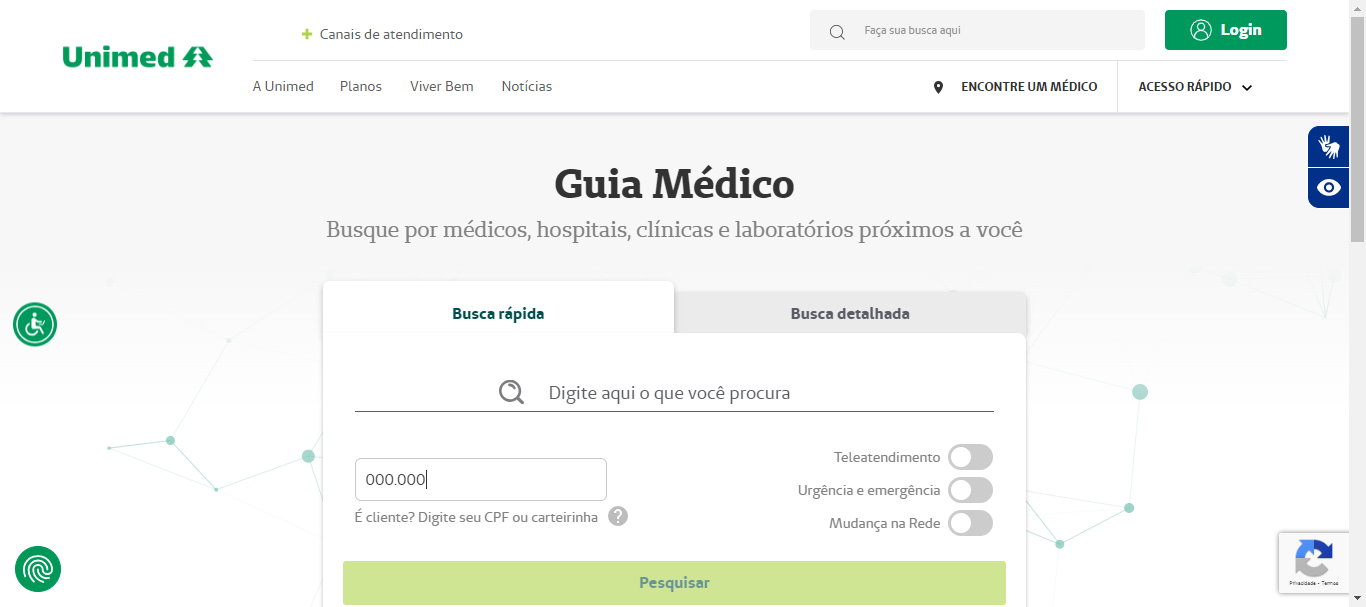 Unimed
Canais de atendimento
Faça sua busca aqui
Login
A Unimed
Planos
Viver Bem
Notícias
ENCONTRE UM MÉDICO
ACESSO RÁPIDO
Guia Médico
Busque por médicos, hospitais, clínicas e laboratórios próximos a você
Busca rápida
Busca detalhada
Digite aqui o que você procura
000.000
É cliente? Digite seu CPF ou carteirinha ?
Teleatendimento
Urgência e emergência
Mudança na Rede
Pesquisar
Privacidade - Termos